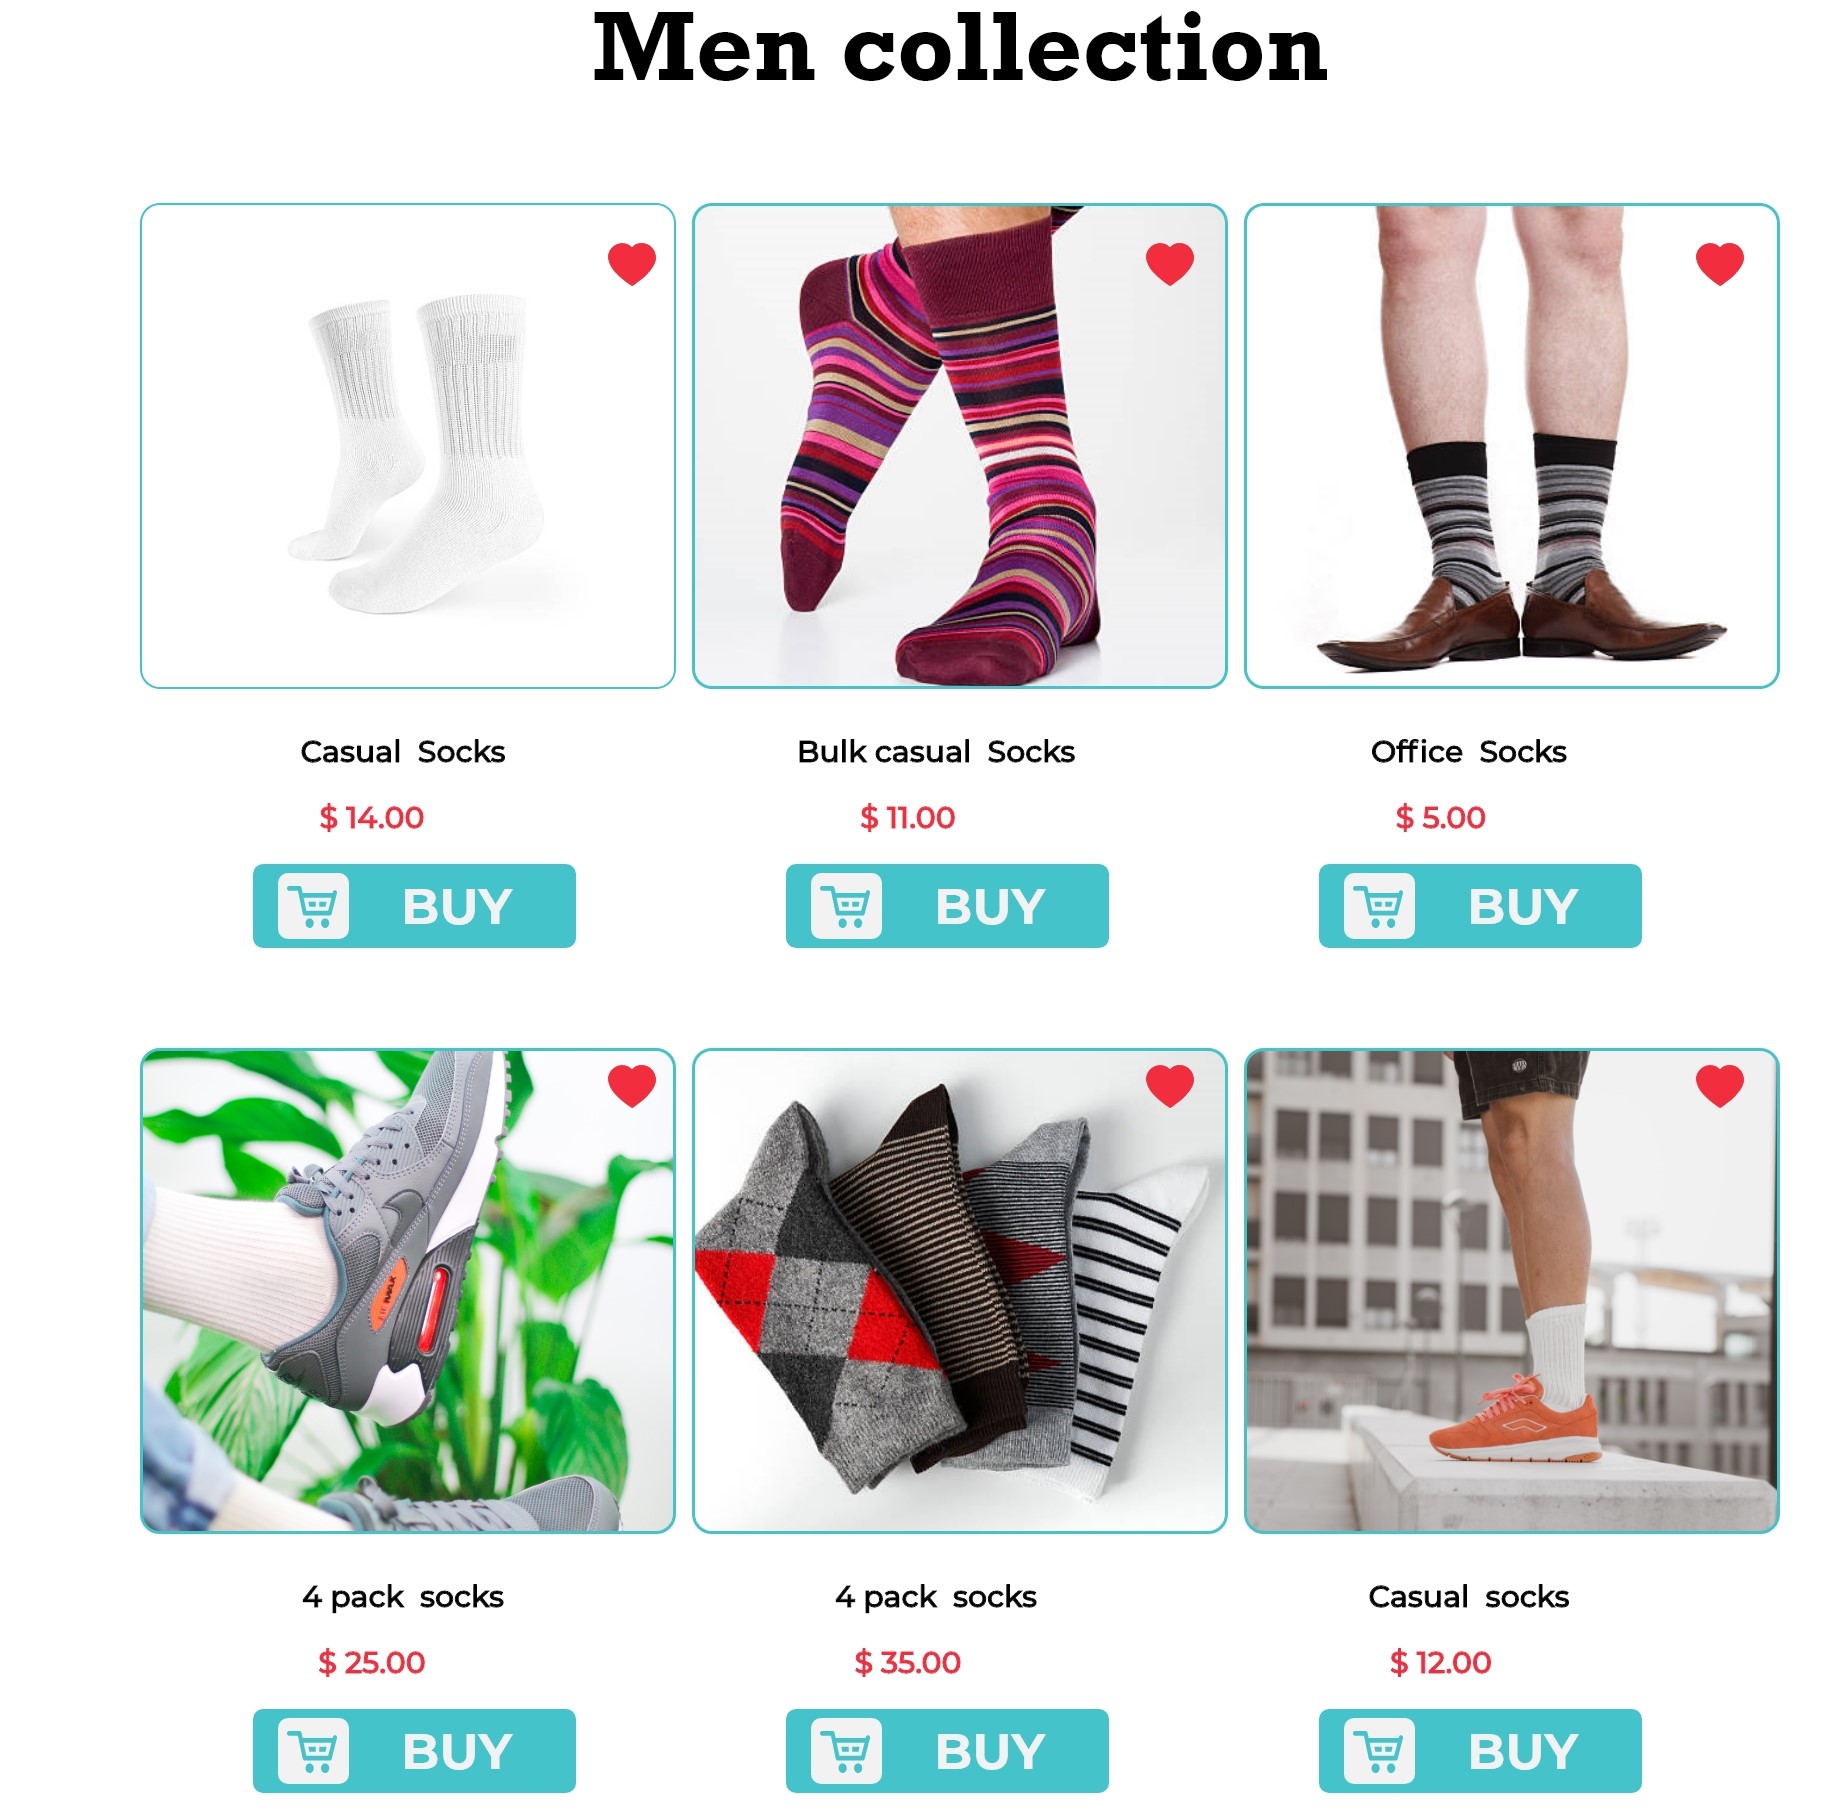 Men collection
Casual Socks
Bulk casual Socks
Office Socks
$ 14.00
$ 11.00
$ 5.00
BUY
BUY
BUY
4 pack socks
4 pack socks
Casual socks
$ 25.00
$ 35.00
$ 12.00
BUY
BUY
BUY